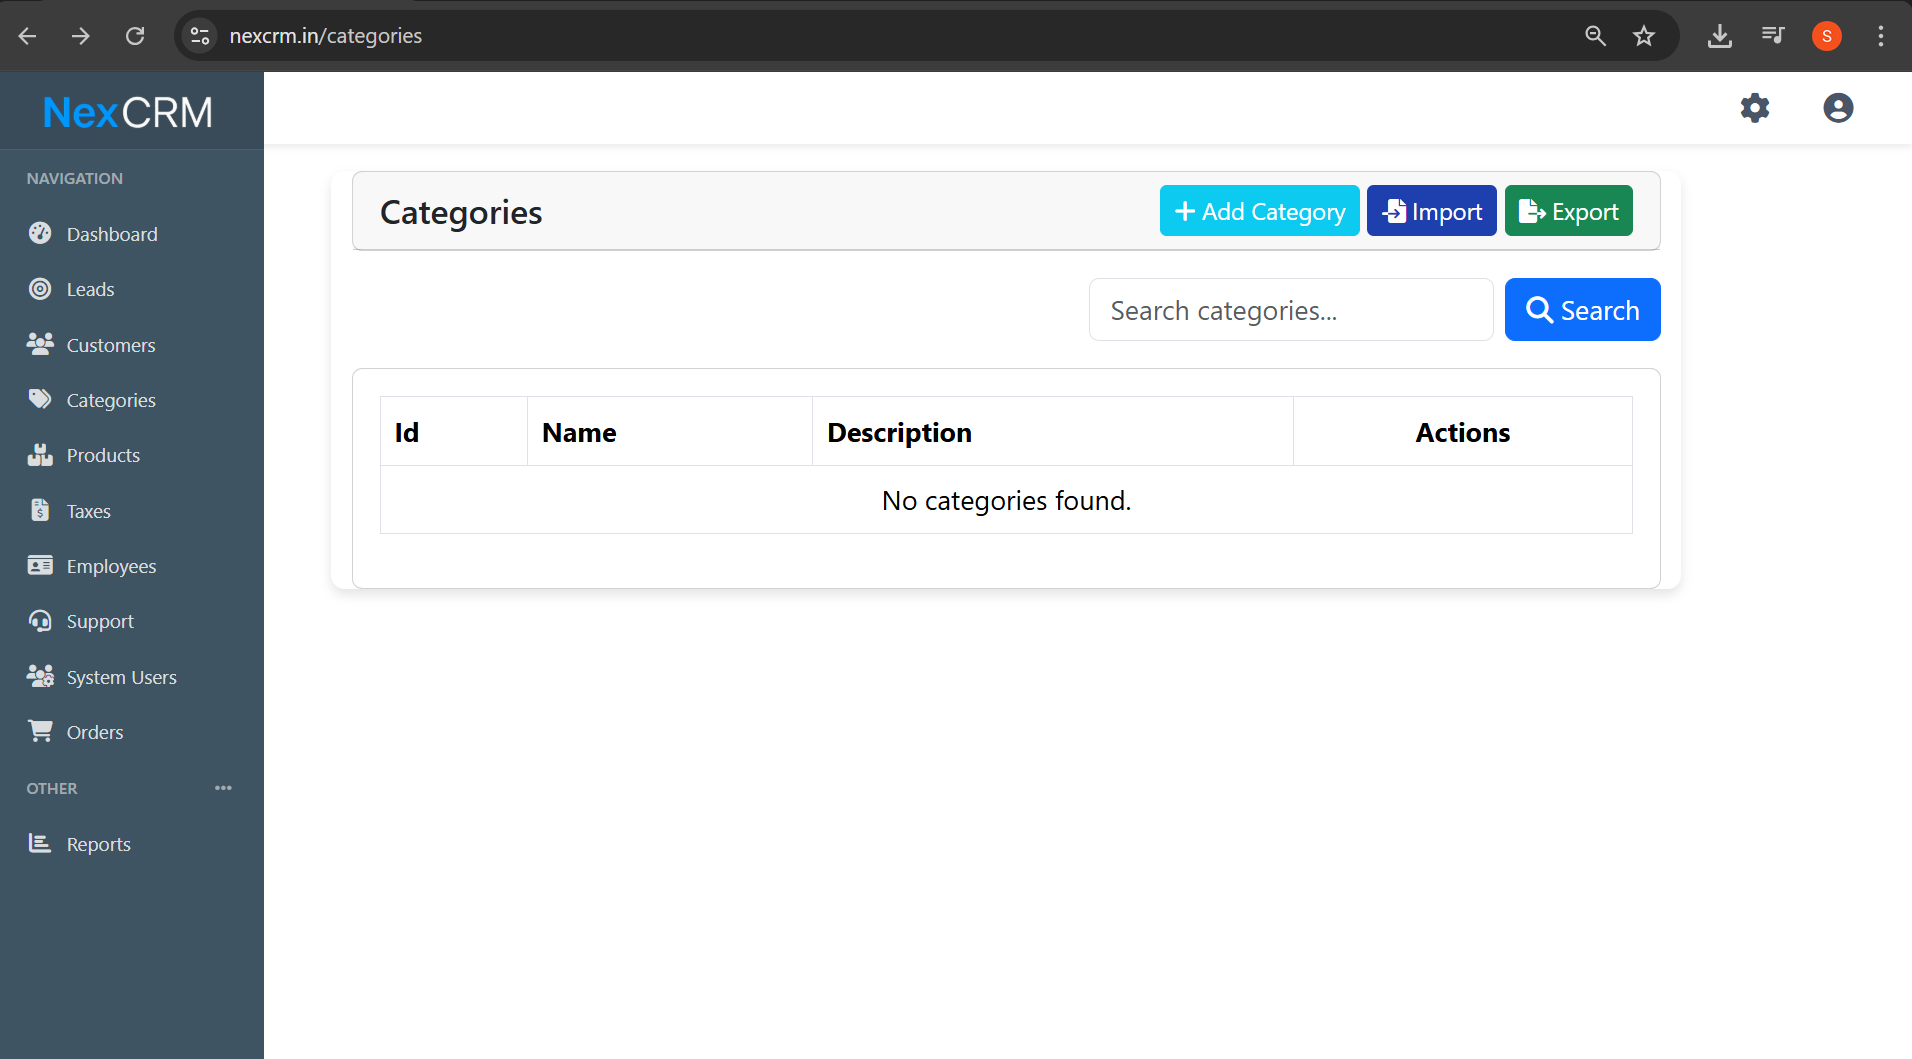 nexcrm.in/categories
S
NexCRM
NAVIGATION
Dashboard
Leads
Customers
Categories
Products
Taxes
Employees
Support
System Users
Orders
OTHER
Reports
Categories
Add Category
Import
Export
Search categories...
Search
Id Name Description Actions
No categories found.